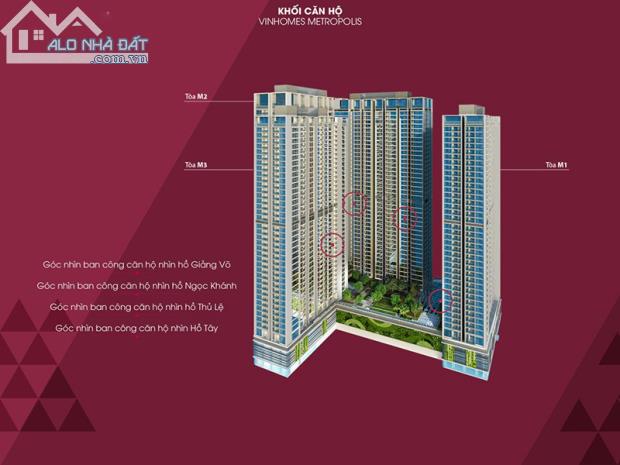 ALO NHÀ ĐẤT
.com.vn
KHỐI CĂN HỘ
VINHOMES METROPOLIS
Tòa M2
Tòa M3
Tòa M1
Góc nhìn ban công căn hộ nhìn hồ Giảng Võ
Góc nhìn ban công căn hộ nhìn hồ Ngọc Khánh
Góc nhìn ban công căn hộ nhìn hồ Thủ Lệ
Góc nhìn ban công căn hộ nhìn Hồ Tây